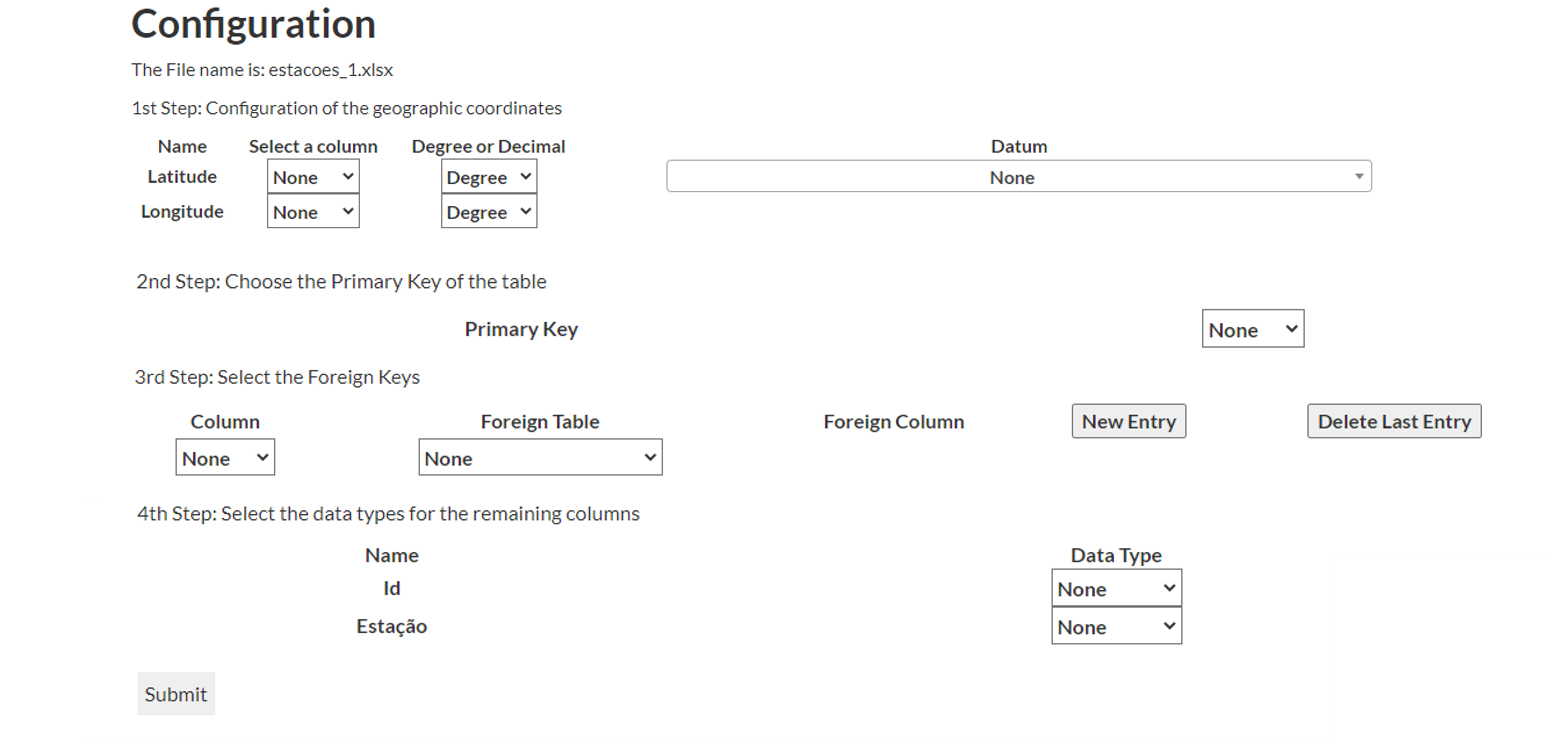 Configuration
The File name is: estacoes_1.xlsx
1st Step: Configuration of the geographic coordinates
Name Select a column Degree or Decimal Datum
Latitude None Degree None
Longitude None Degree
2nd Step: Choose the Primary Key of the table
Primary Key None
3rd Step: Select the Foreign Keys
Column Foreign Table Foreign Column New Entry Delete Last Entry
None None
4th Step: Select the data types for the remaining columns
Name Data Type
Id None
Estação None
Submit